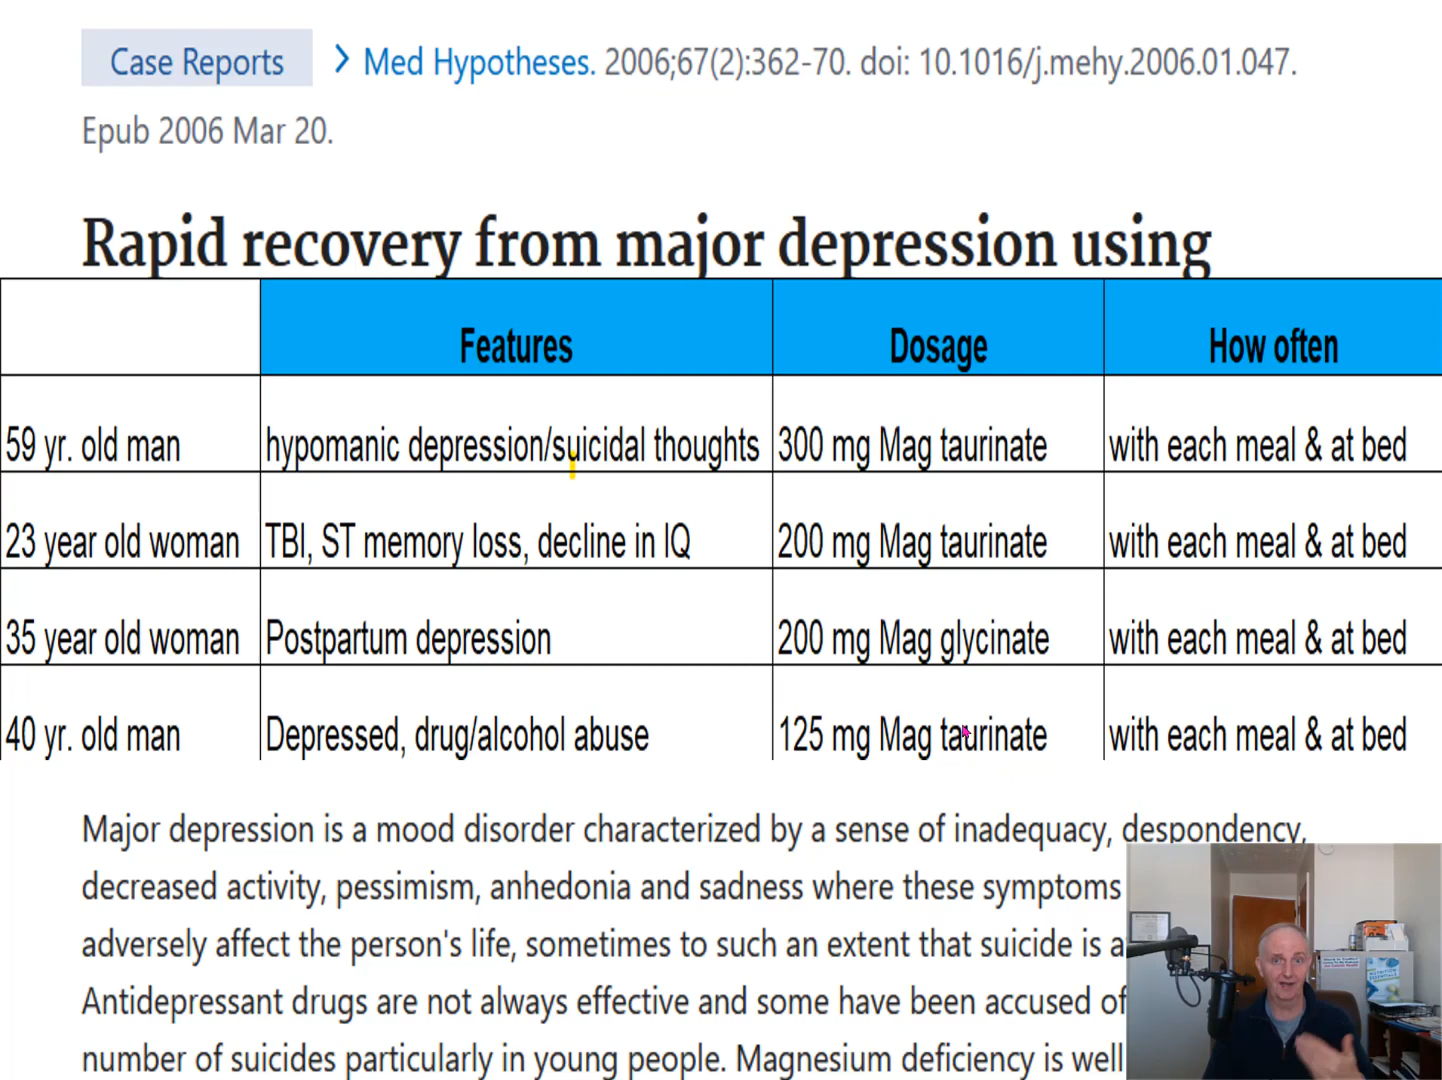 Case Reports > Med Hypotheses. 2006;67(2):362-70. doi: 10.1016/j.mehy.2006.01.047.
Epub 2006 Mar 20.
Rapid recovery from major depression using
Features Dosage How often
59 yr. old man hypomanic depression/suicidal thoughts 300 mg Mag taurinate with each meal & at bed
23 year old woman TBI, ST memory loss, decline in IQ 200 mg Mag taurinate with each meal & at bed
35 year old woman Postpartum depression 200 mg Mag glycinate with each meal & at bed
40 yr. old man Depressed, drug/alcohol abuse 125 mg Mag taurinate with each meal & at bed
Major depression is a mood disorder characterized by a sense of inadequacy, despondency,
decreased activity, pessimism, anhedonia and sadness where these symptoms
adversely affect the person's life, sometimes to such an extent that suicide is a
Antidepressant drugs are not always effective and some have been accused of
number of suicides particularly in young people. Magnesium deficiency is well